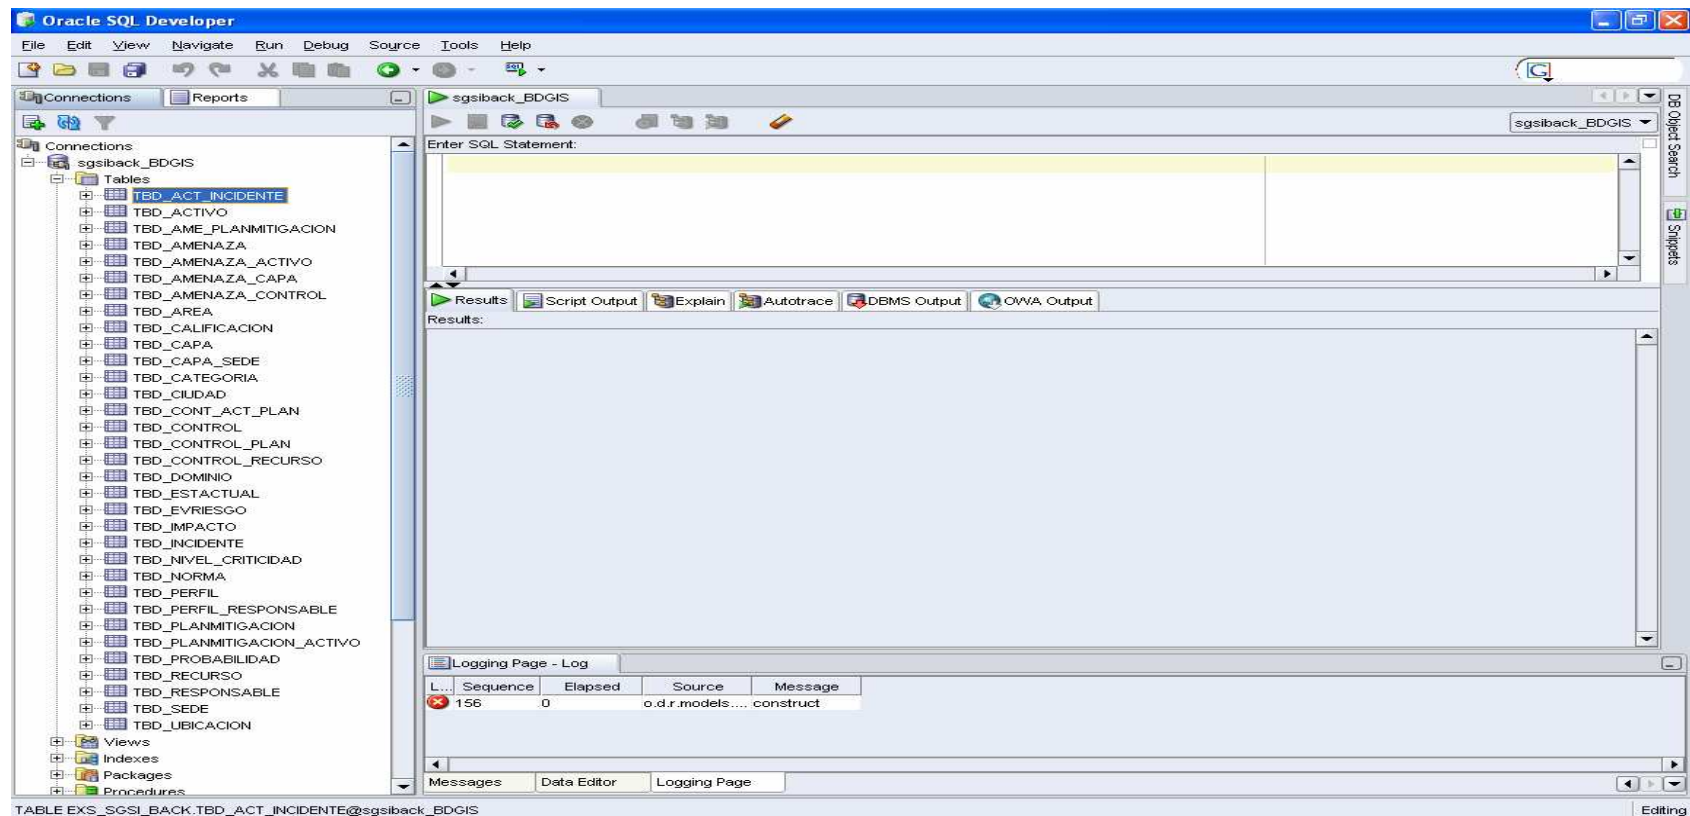 Oracle SQL Developer
File Edit View Navigate Run Debug Source Tools Help
Connections Reports
sgsiback_BDGIS
sgsiback_BDGIS
Enter SQL Statement:
Connections
sgsiback_BDGIS
Tables
TBD_ACT_INCIDENTE
TBD_ACTIVO
TBD_AME_PLANMITIGACION
TBD_AMENAZA
TBD_AMENAZA_ACTIVO
TBD_AMENAZA_CAPA
TBD_AMENAZA_CONTROL
TBD_AREA
TBD_CALIFICACION
TBD_CAPA
TBD_CAPA_SEDE
TBD_CATEGORIA
TBD_CIUDAD
TBD_CONT_ACT_PLAN
TBD_CONTROL
TBD_CONTROL_PLAN
TBD_CONTROL_RECURSO
TBD_DOMINIO
TBD_ESTACTUAL
TBD_EVRIESGO
TBD_IMPACTO
TBD_INCIDENTE
TBD_NIVEL_CRITICIDAD
TBD_NORMA
TBD_PERFIL
TBD_PERFIL_RESPONSABLE
TBD_PLANMITIGACION
TBD_PLANMITIGACION_ACTIVO
TBD_PROBABILIDAD
TBD_RECURSO
TBD_RESPONSABLE
TBD_SEDE
TBD_UBICACION
Views
Indexes
Packages
Procedures
Results Script Output Explain Autotrace DBMS Output OWA Output
Results:
Logging Page - Log
L... Sequence Elapsed Source Message
156 0 o.d.r.models.... construct
Messages Data Editor Logging Page
DB Object Search
Snippets
TABLE EXS_SGSI_BACK.TBD_ACT_INCIDENTE@sgsiback_BDGIS
Editing